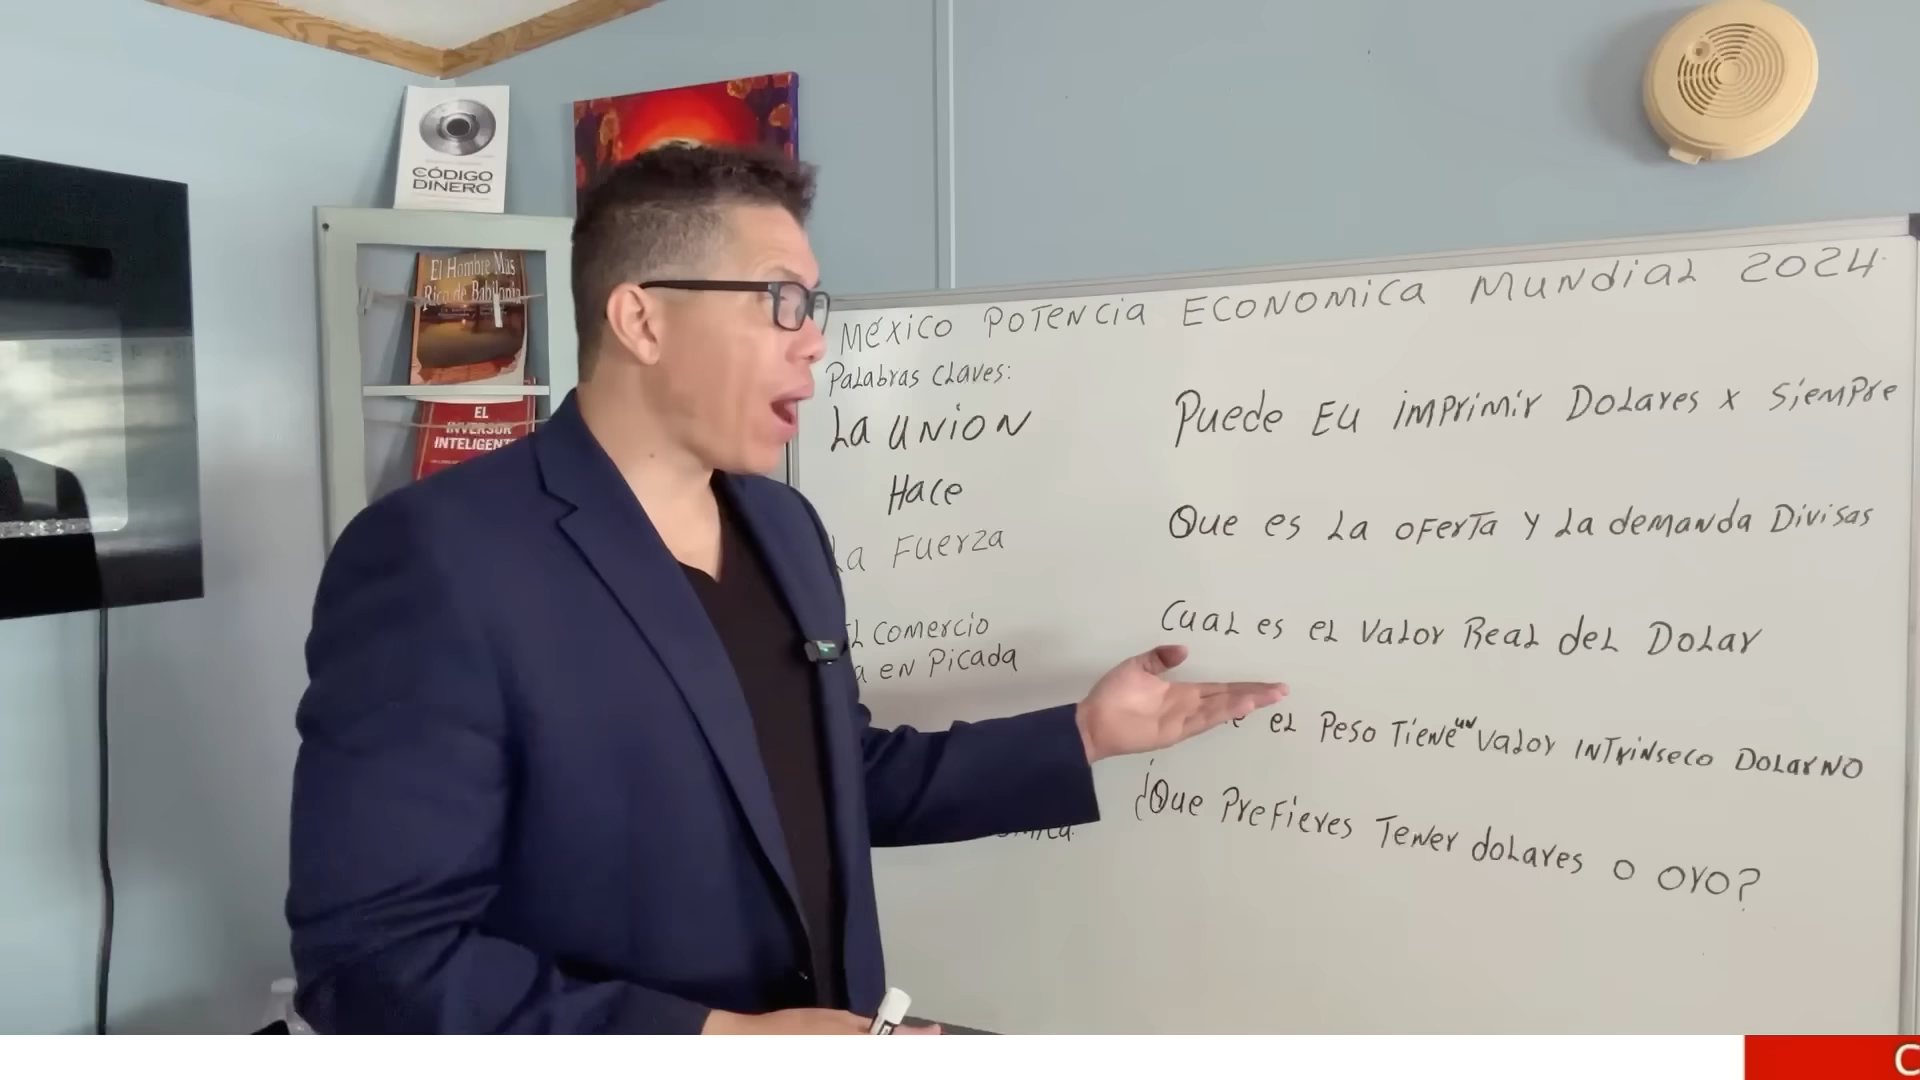 CÓDIGO
DINERO
El Hombre Más
Rico de Babilonia
EL
INVERSOR
INTELIGENTE
México Potencia Economica Mundial 2024
Palabras Claves:
La Union
Hace
La Fuerza
El Comercio
va en Picada
Puede EU imprimir Dolares x Siempre
Que es la oferta y la demanda Divisas
Cual es el Valor Real del Dolar
el Peso Tiene un Valor Intrinseco Dolar NO
¿Que Prefieres Tener dolares o oro?
C